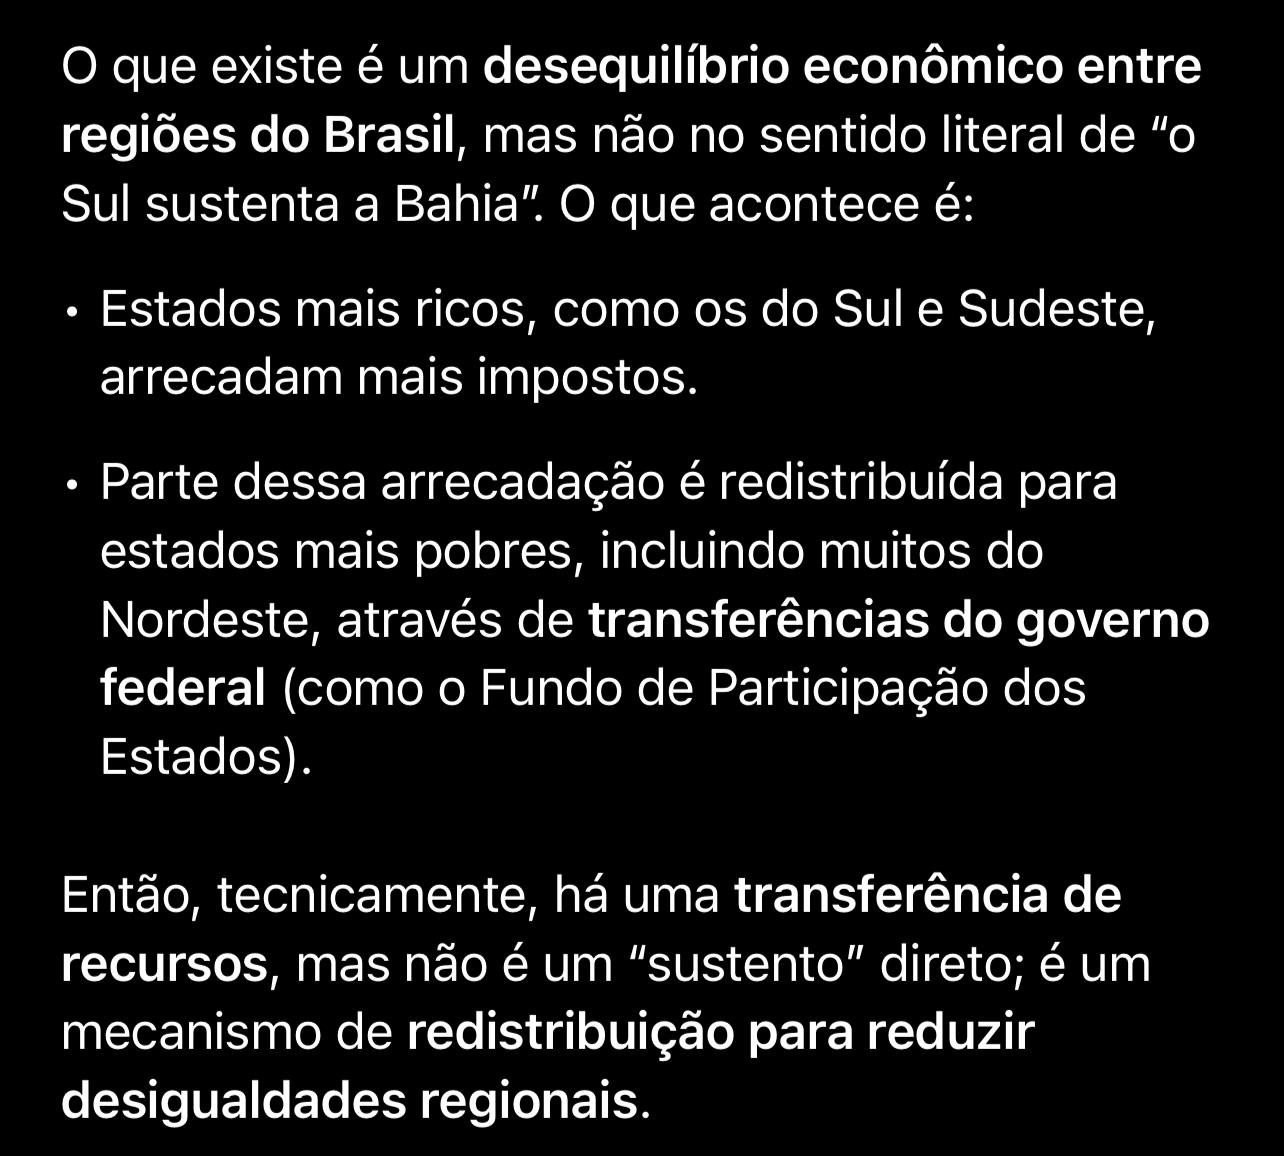 O que existe é um desequilíbrio econômico entre
regiões do Brasil, mas não no sentido literal de “o
Sul sustenta a Bahia”. O que acontece é:
• Estados mais ricos, como os do Sul e Sudeste,
arrecadam mais impostos.
• Parte dessa arrecadação é redistribuída para
estados mais pobres, incluindo muitos do
Nordeste, através de transferências do governo
federal (como o Fundo de Participação dos
Estados).
Então, tecnicamente, há uma transferência de
recursos, mas não é um “sustento” direto; é um
mecanismo de redistribuição para reduzir
desigualdades regionais.